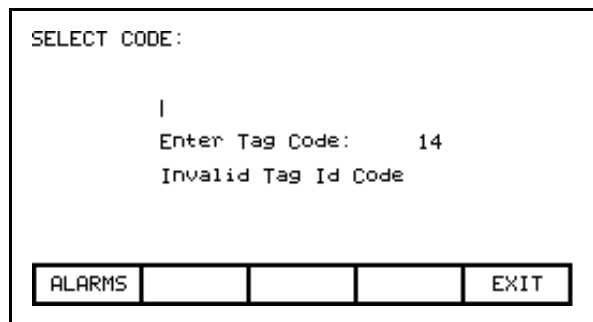 SELECT CODE:
|
Enter Tag Code: 14
Invalid Tag Id Code
ALARMS EXIT